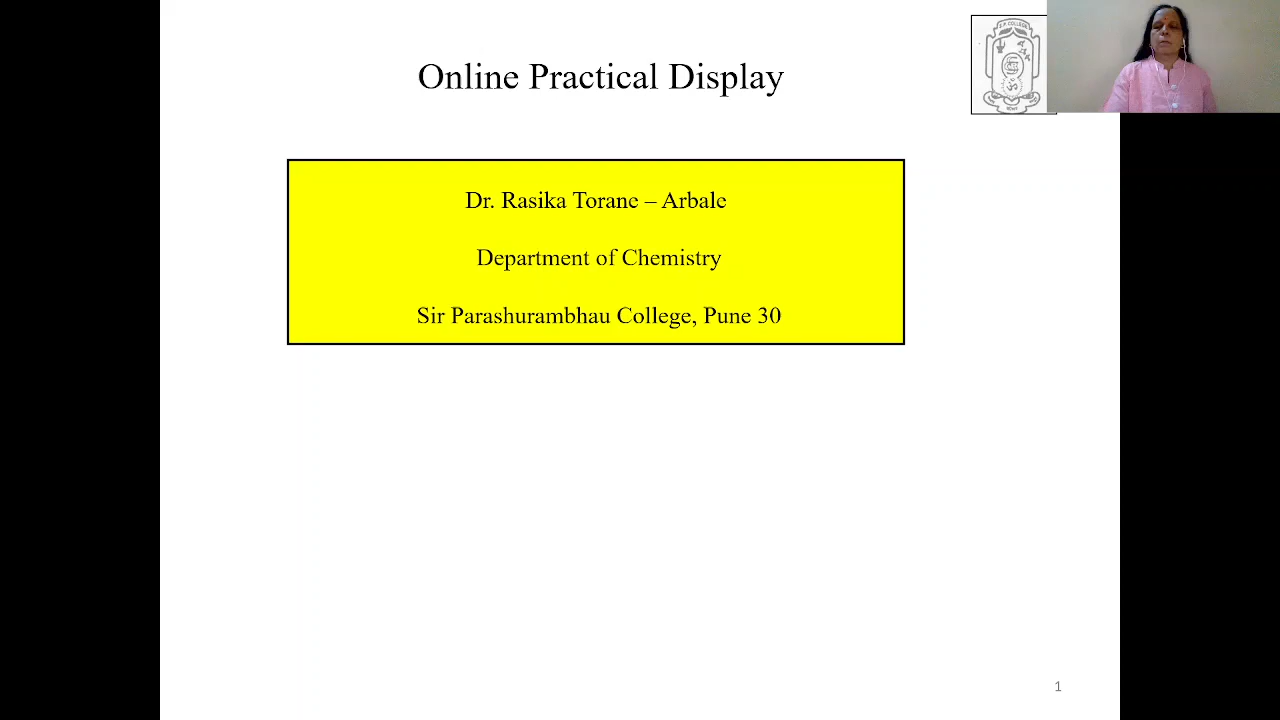 Online Practical Display
Dr. Rasika Torane – Arbale
Department of Chemistry
Sir Parashurambhau College, Pune 30
1